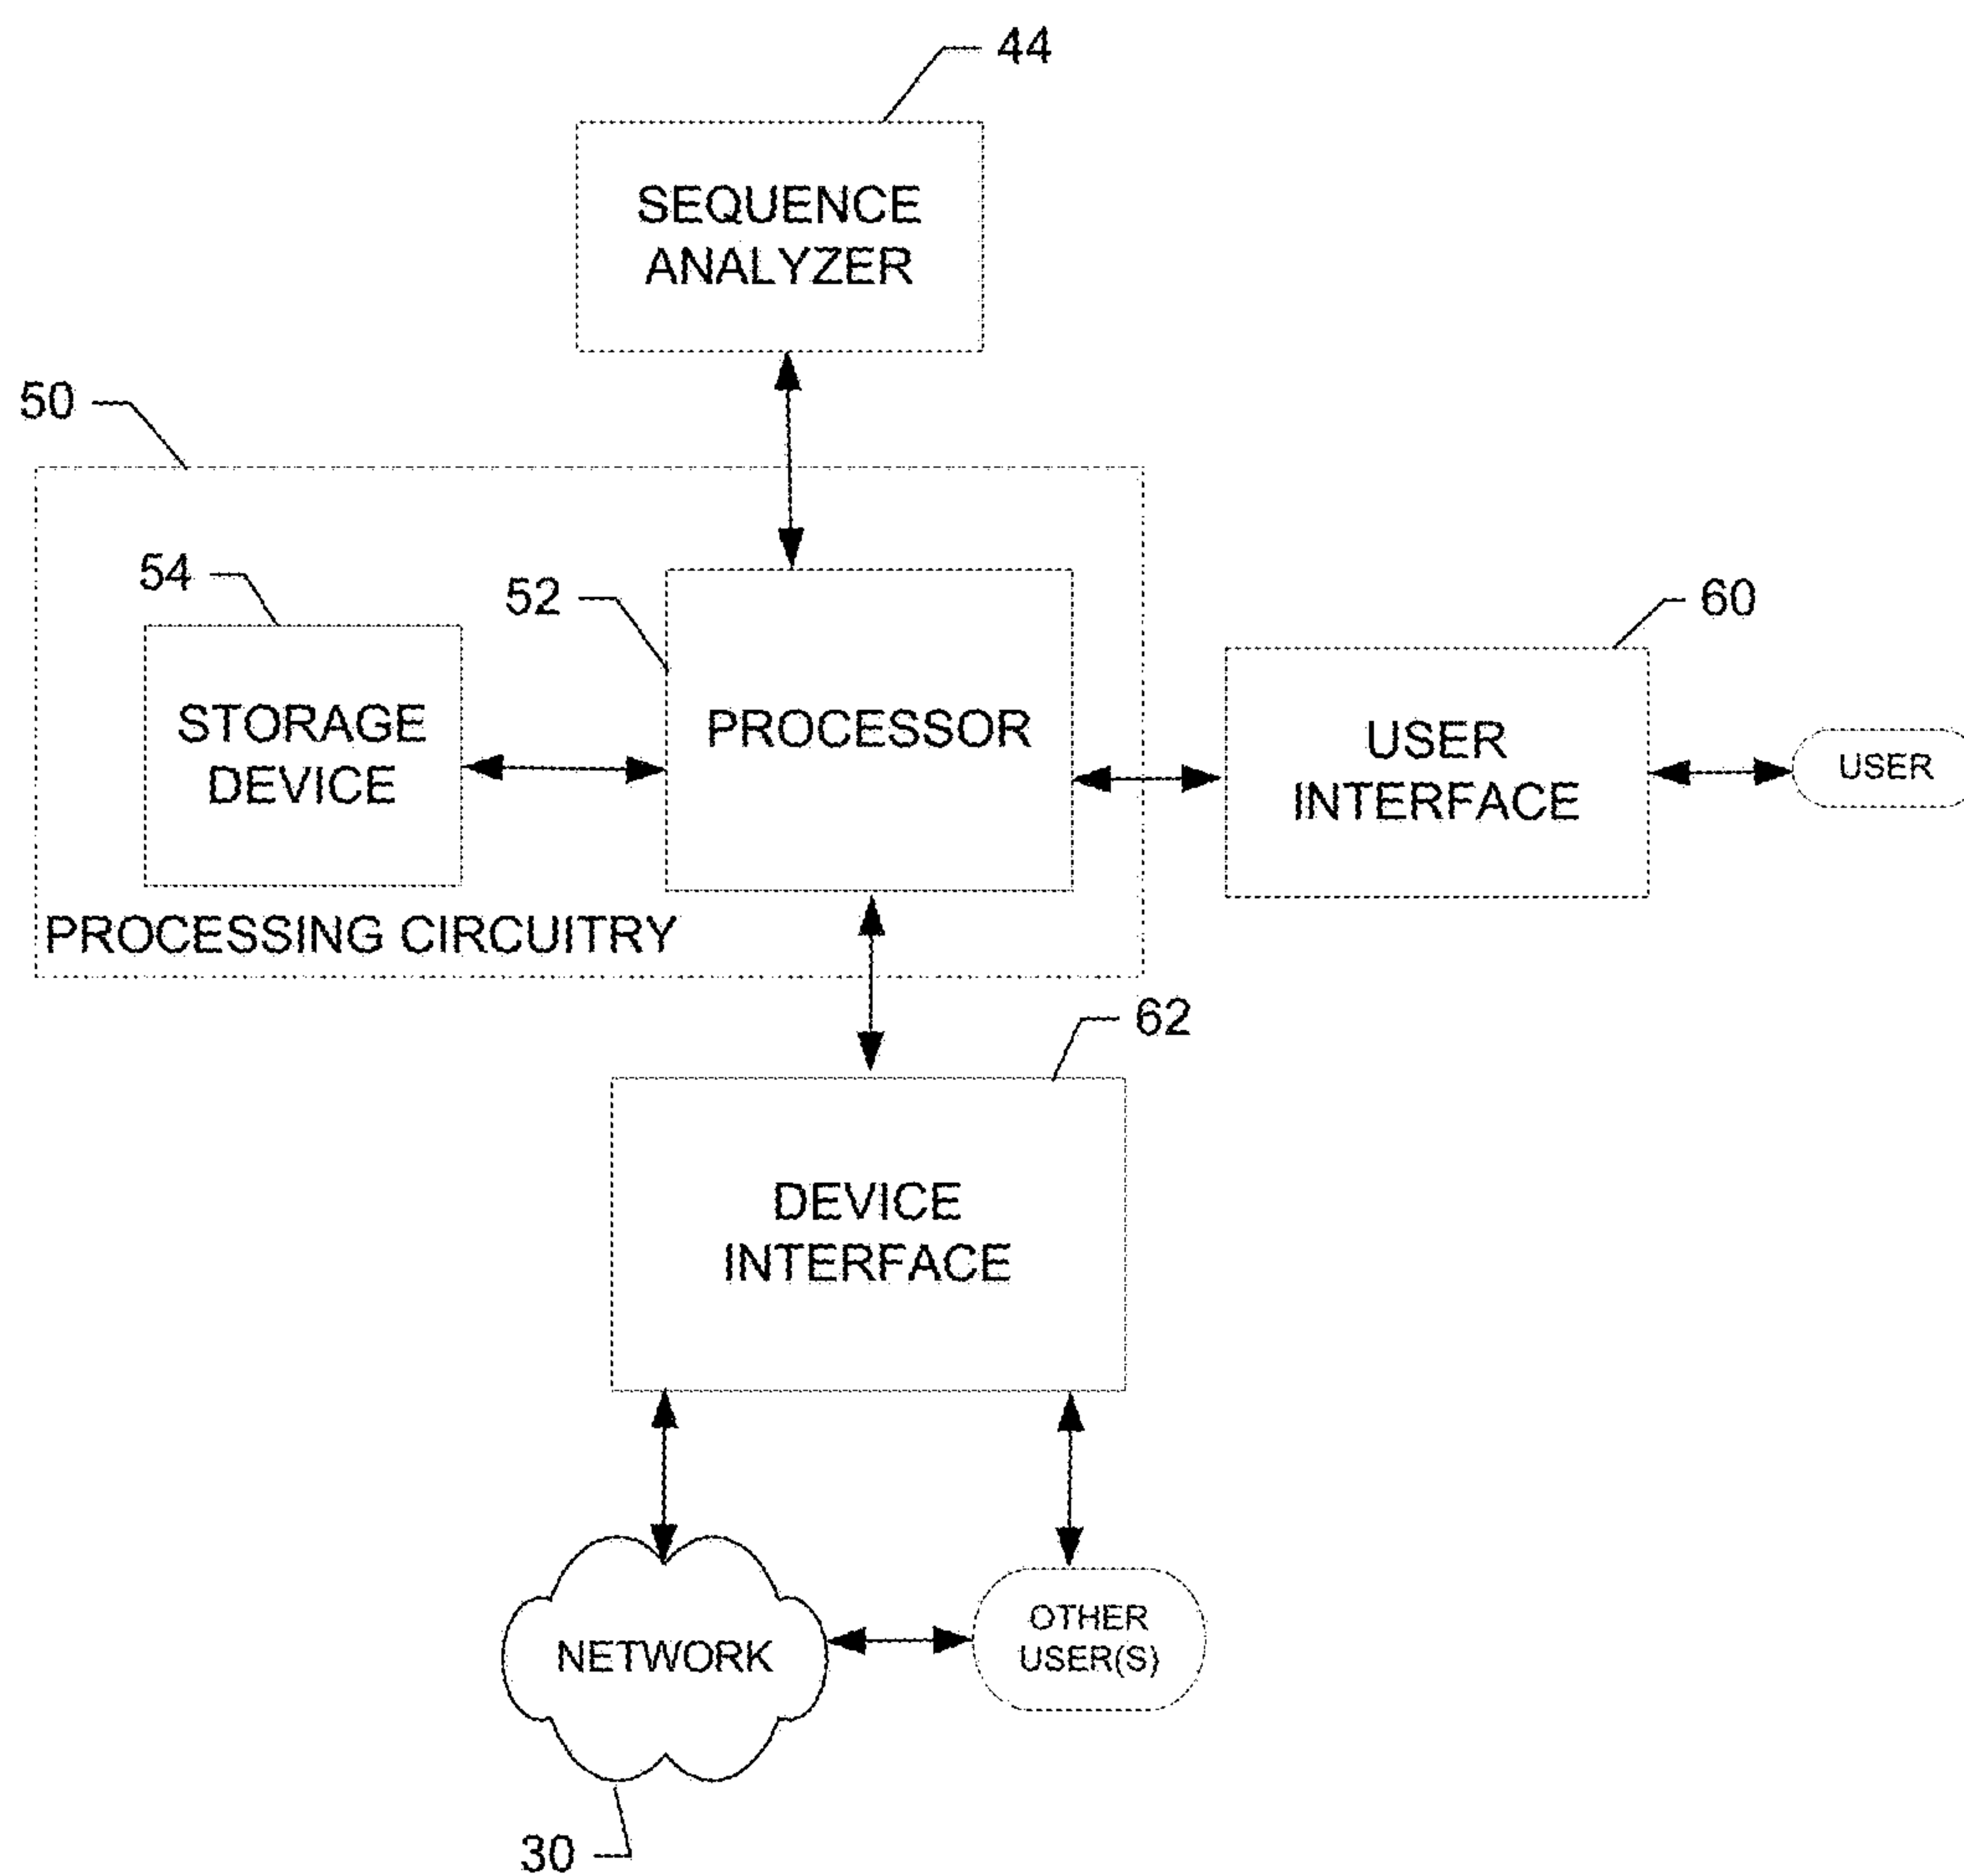 44
SEQUENCE
ANALYZER
50
54
52
60
STORAGE
DEVICE
PROCESSOR
USER
INTERFACE
USER
PROCESSING CIRCUITRY
62
DEVICE
INTERFACE
NETWORK
OTHER
USER(S)
30